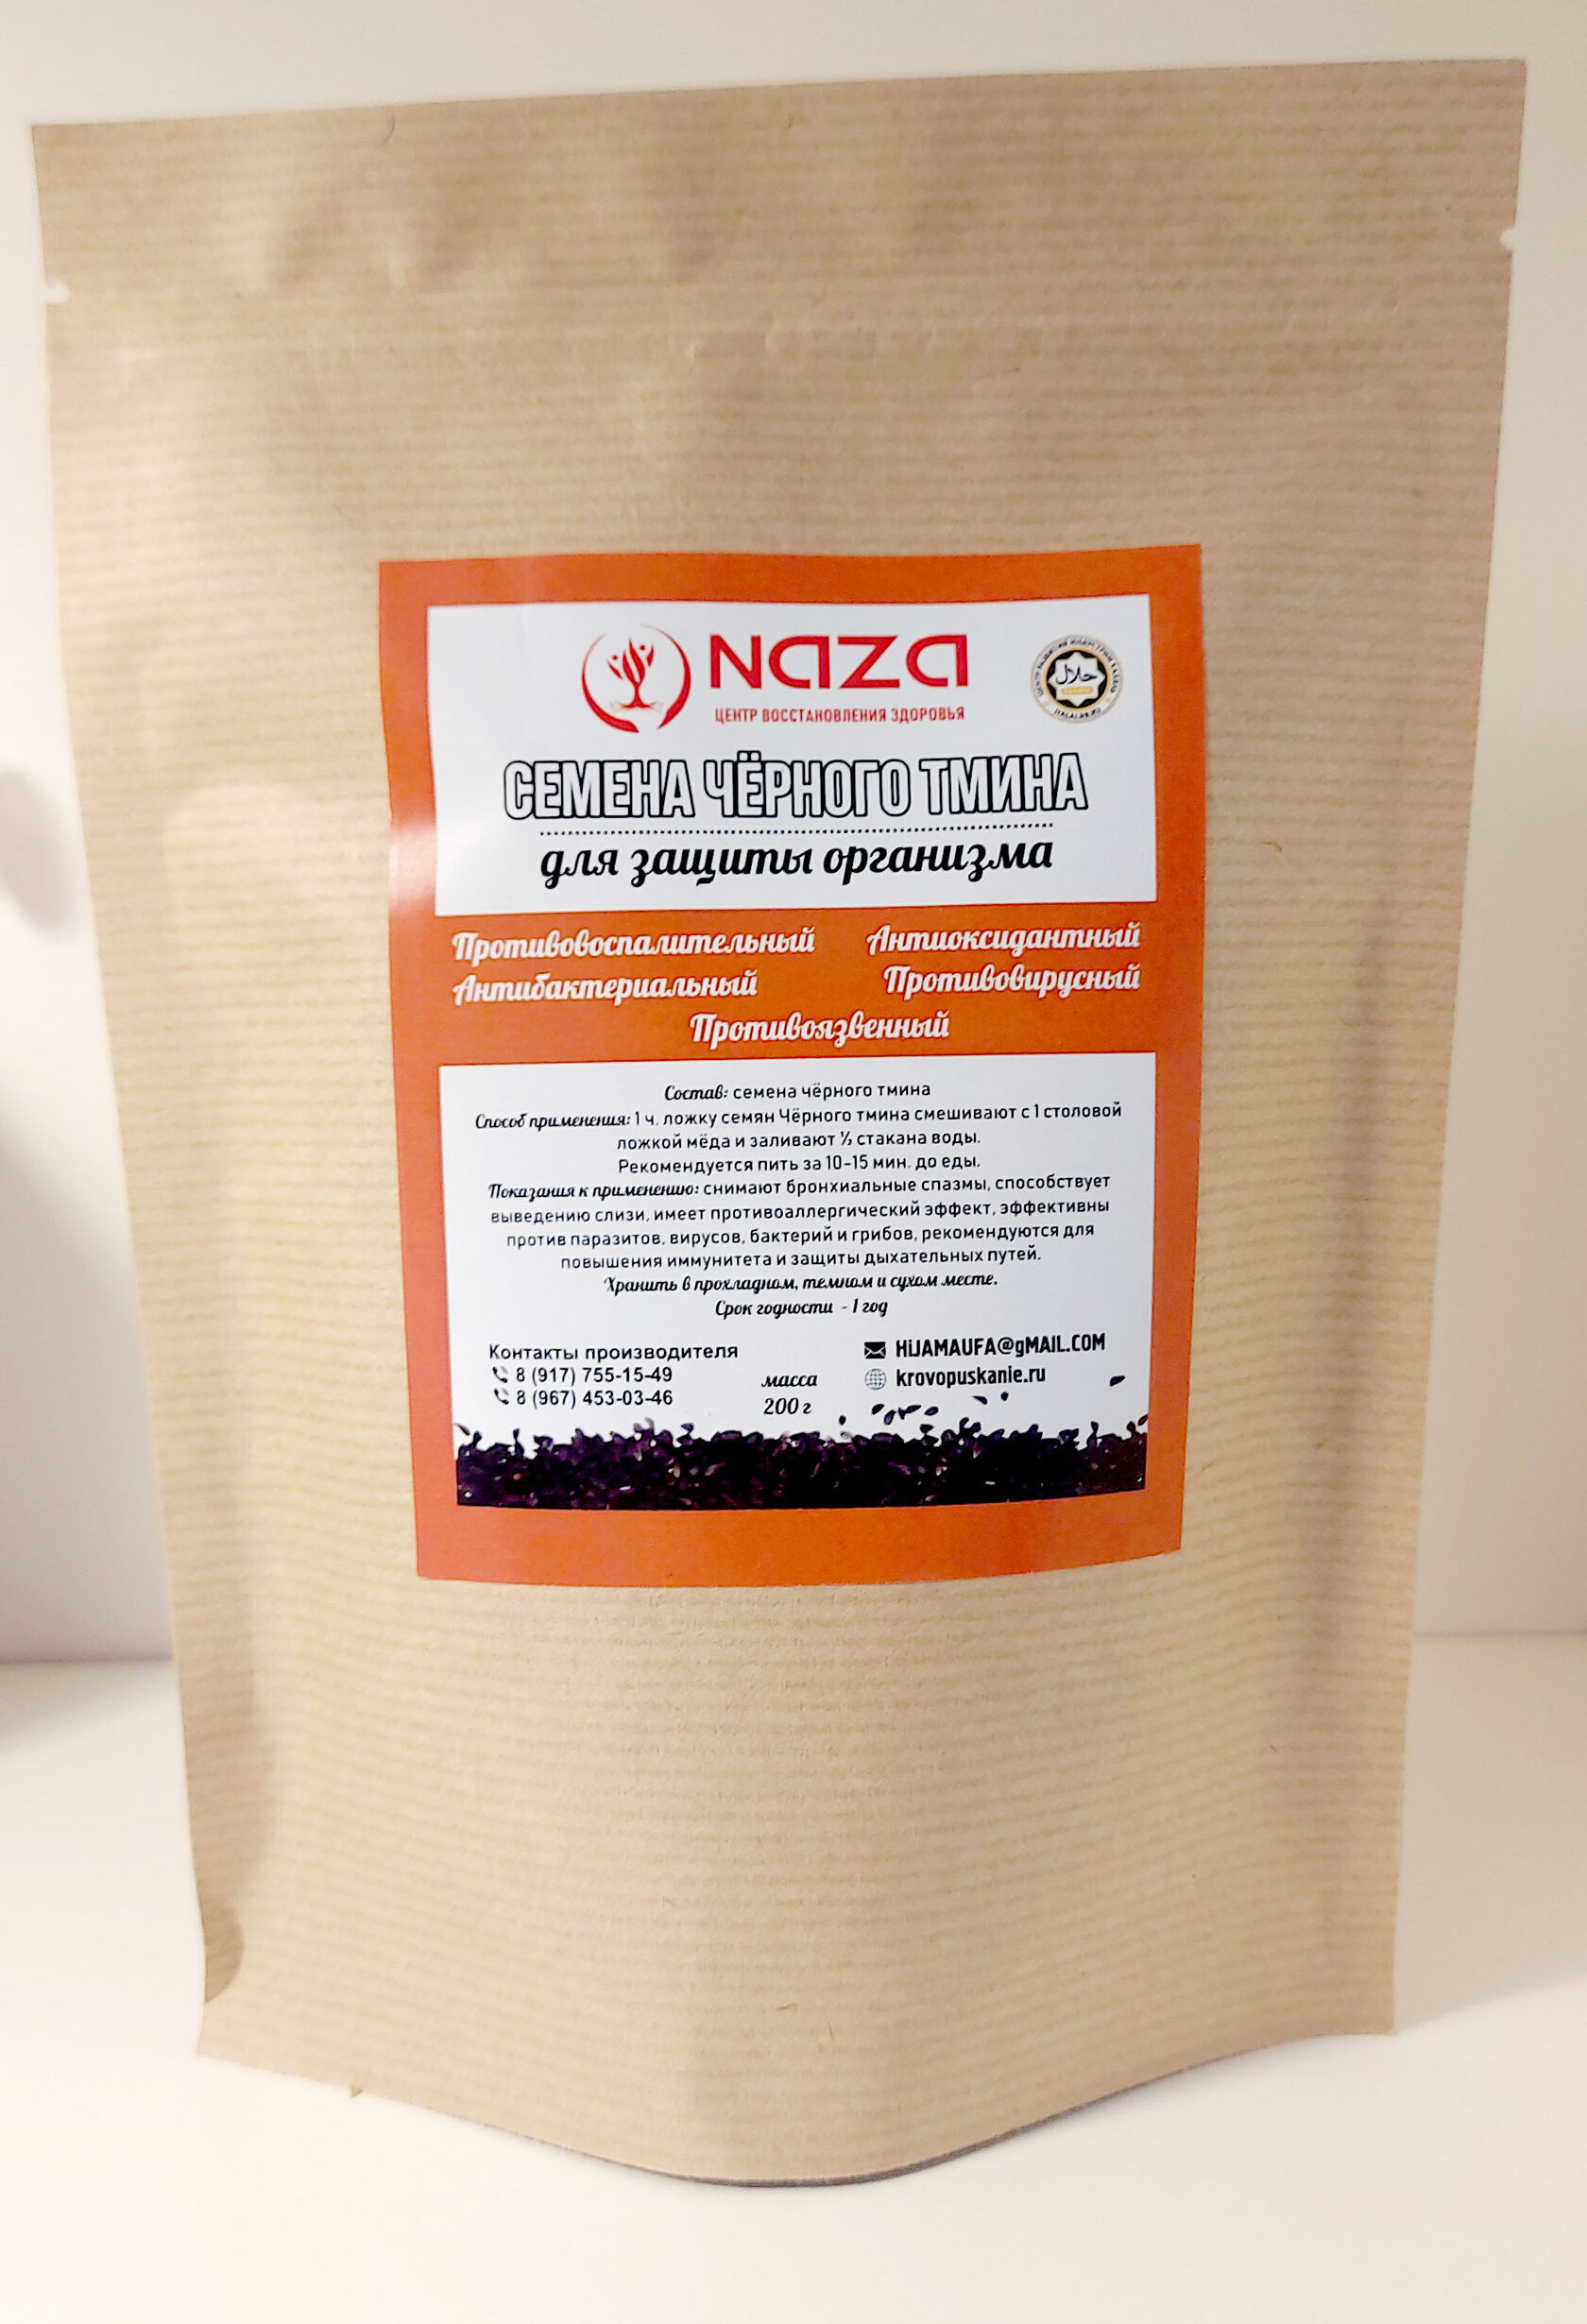 NAZA
ЦЕНТР ВОССТАНОВЛЕНИЯ ЗДОРОВЬЯ
حلال
СЕМЕНА ЧЁРНОГО ТМИНА
для защиты организма
Противовоспалительный Антиоксидантный
Антибактериальный Противовирусный
Противоязвенный
Состав: семена чёрного тмина
Способ применения: 1 ч. ложку семян Чёрного тмина смешивают с 1 столовой
ложкой мёда и заливают ⅓ стакана воды.
Рекомендуется пить за 10-15 мин. до еды.
Показания к применению: снимают бронхиальные спазмы, способствует
выведению слизи, имеет противоаллергический эффект, эффективны
против паразитов, вирусов, бактерий и грибов, рекомендуются для
повышения иммунитета и защиты дыхательных путей.
Хранить в прохладном, темном и сухом месте.
Срок годности - 1 год
Контакты производителя
8 (917) 755-15-49
8 (967) 453-03-46
масса
200 г
HiJAMAUFA@gMAIL.COM
krovopuskanie.ru